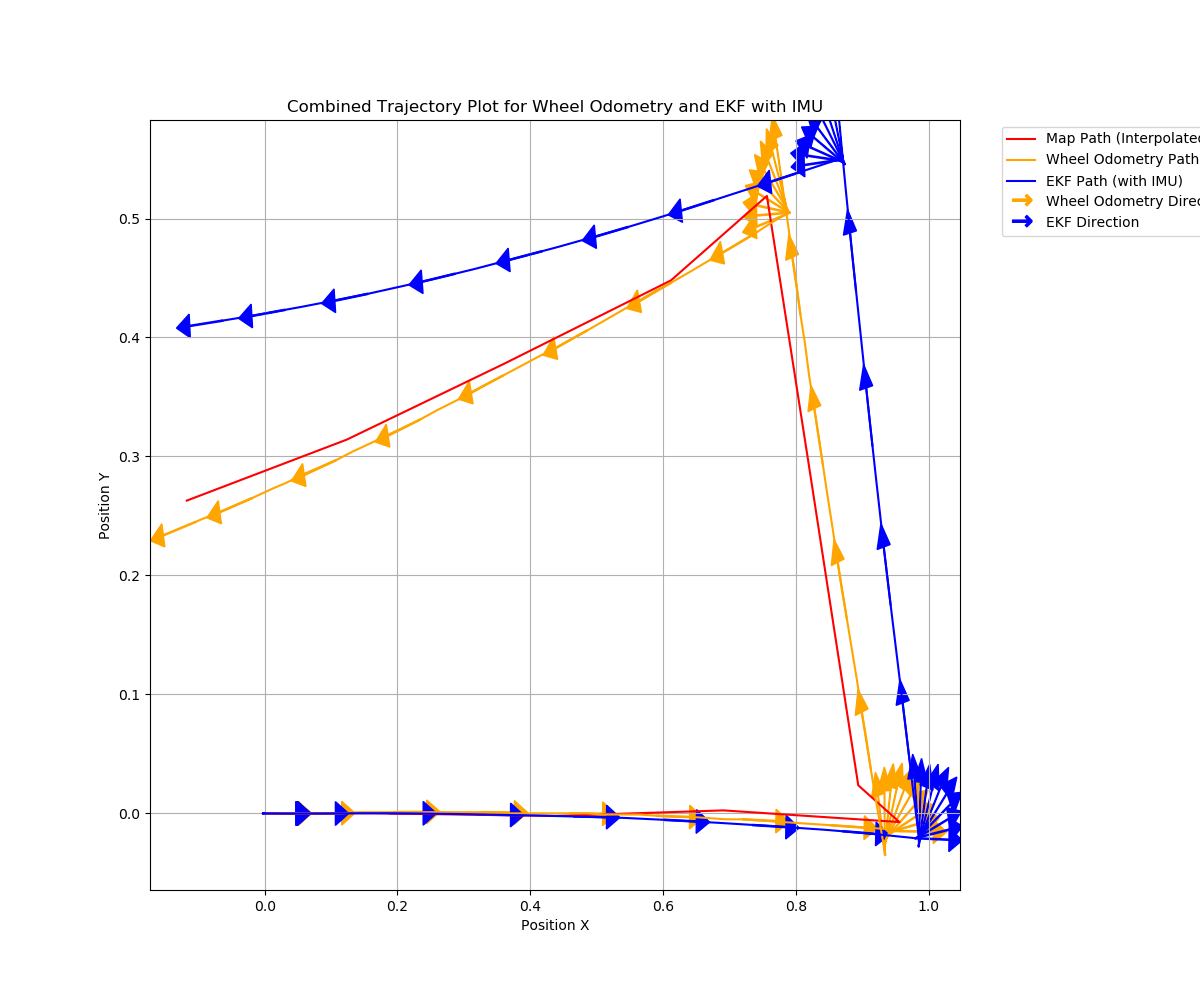 Combined Trajectory Plot for Wheel Odometry and EKF with IMU
Map Path (Interpolated
Wheel Odometry Path
EKF Path (with IMU)
Wheel Odometry Direc
EKF Direction
Position Y
0.5
0.4
0.3
0.2
0.1
0.0
0.0 0.2 0.4 0.6 0.8 1.0
Position X